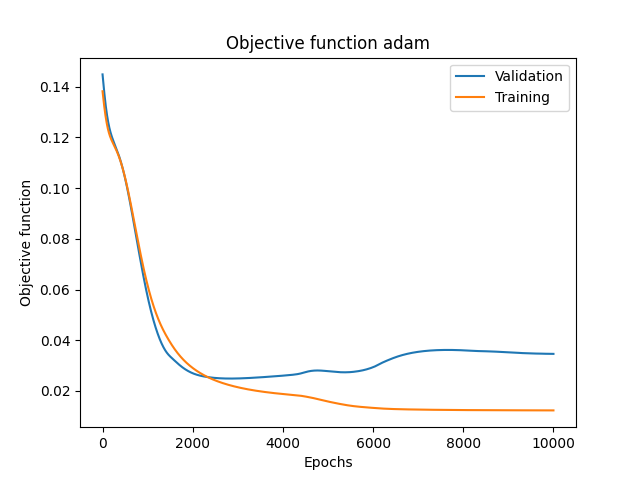 Objective function adam
Validation
Training
Objective function
0.14
0.12
0.10
0.08
0.06
0.04
0.02
0
2000
4000
6000
8000
10000
Epochs